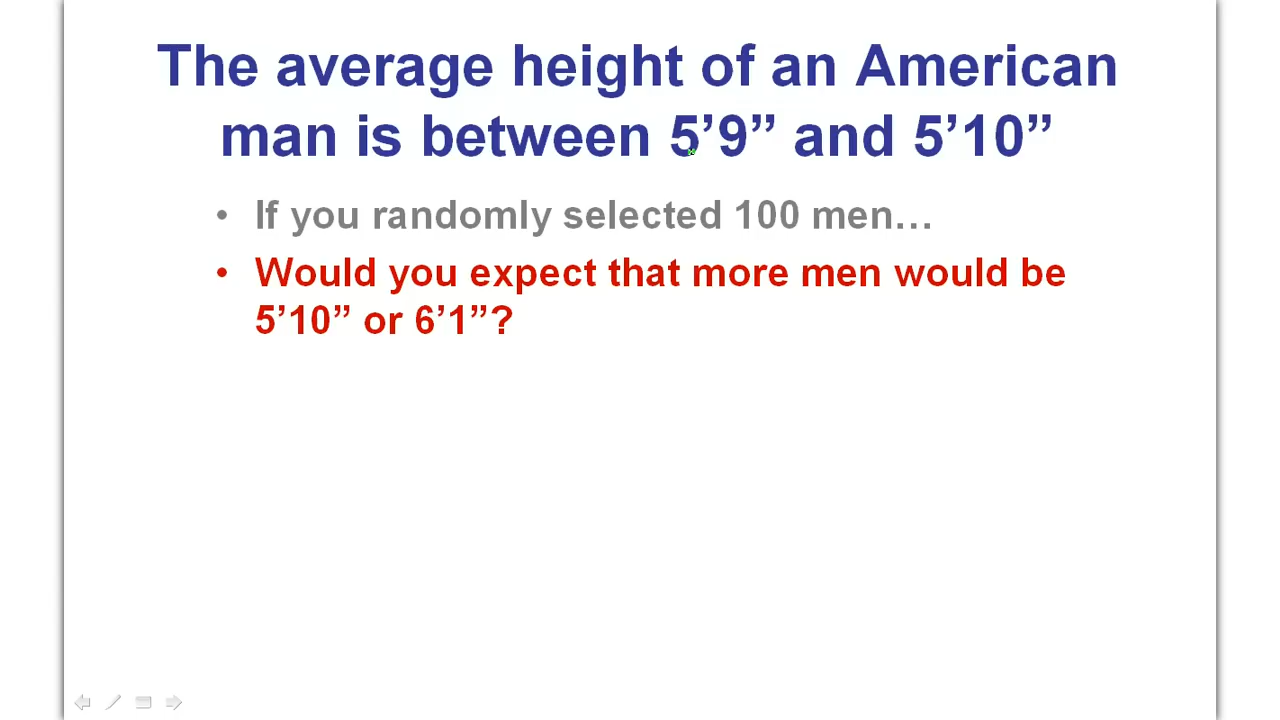 The average height of an American
man is between 5’9” and 5’10”
• If you randomly selected 100 men…
• Would you expect that more men would be
5’10” or 6’1”?